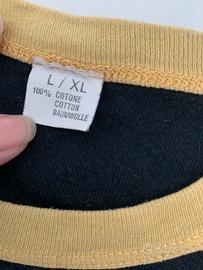 L / XL
100% COTONE
COTTON
BAUMWOLLE